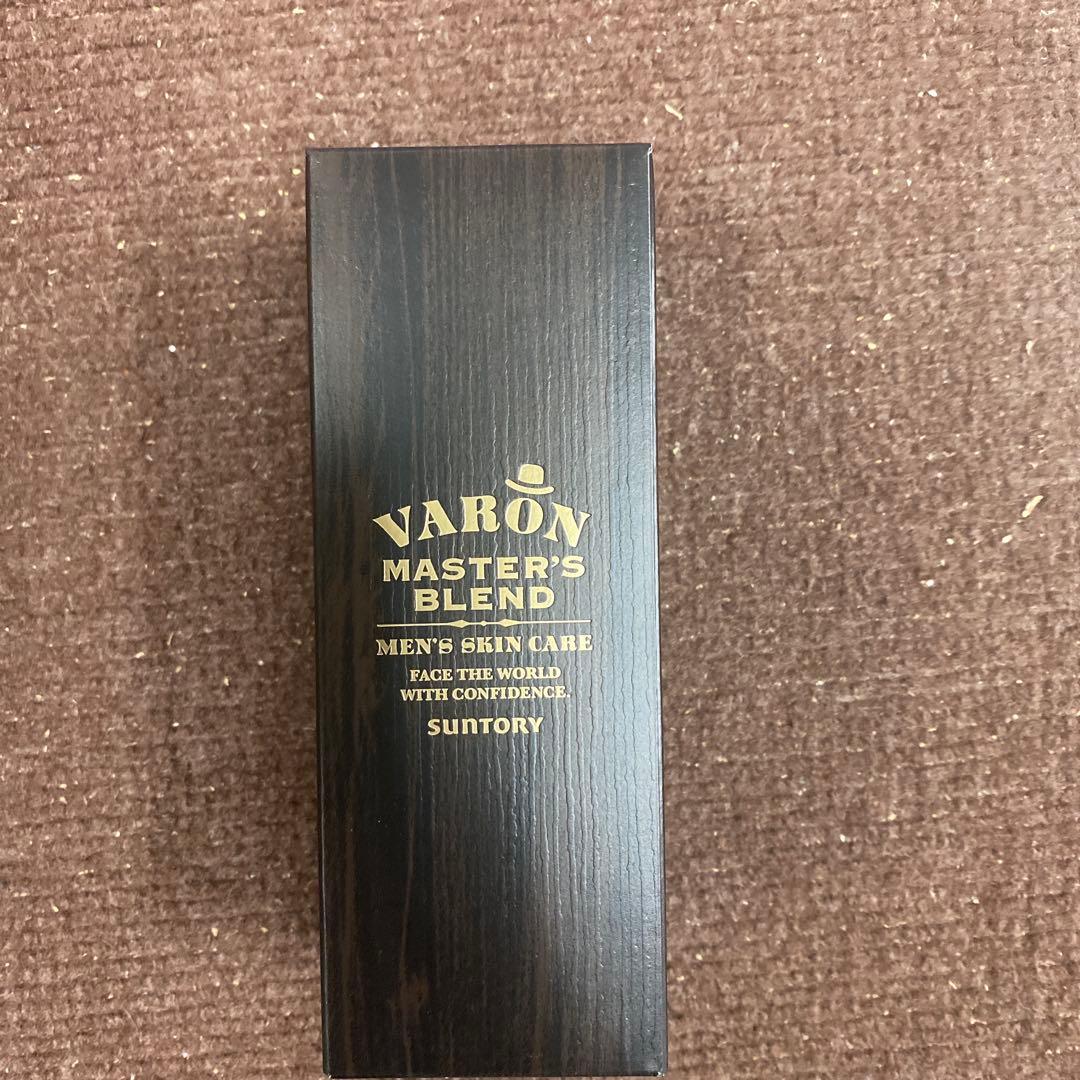 VARON
MASTER'S
BLEND
MEN'S SKIN CARE
FACE THE WORLD
WITH CONFIDENCE.
SUNTORY